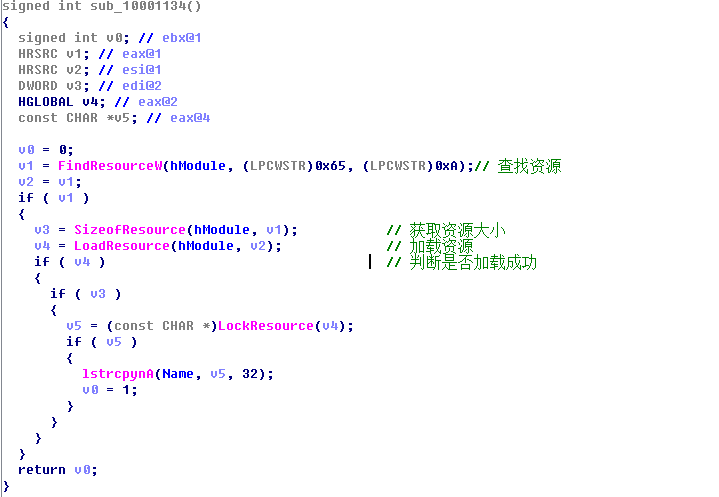 signed int sub_10001134()
{
signed int v0; // ebx@1
HRSRC v1; // eax@1
HRSRC v2; // esi@1
DWORD v3; // edi@2
HGLOBAL v4; // eax@2
const CHAR *v5; // eax@4
v0 = 0;
v1 = FindResourceW(hModule, (LPCWSTR)0x65, (LPCWSTR)0xA);// 查找资源
v2 = v1;
if ( v1 )
{
v3 = SizeofResource(hModule, v1); // 获取资源大小
v4 = LoadResource(hModule, v2); // 加载资源
if ( v4 ) // 判断是否加载成功
{
if ( v3 )
{
v5 = (const CHAR *)LockResource(v4);
if ( v5 )
{
lstrcpynA(Name, v5, 32);
v0 = 1;
}
}
}
}
return v0;
}